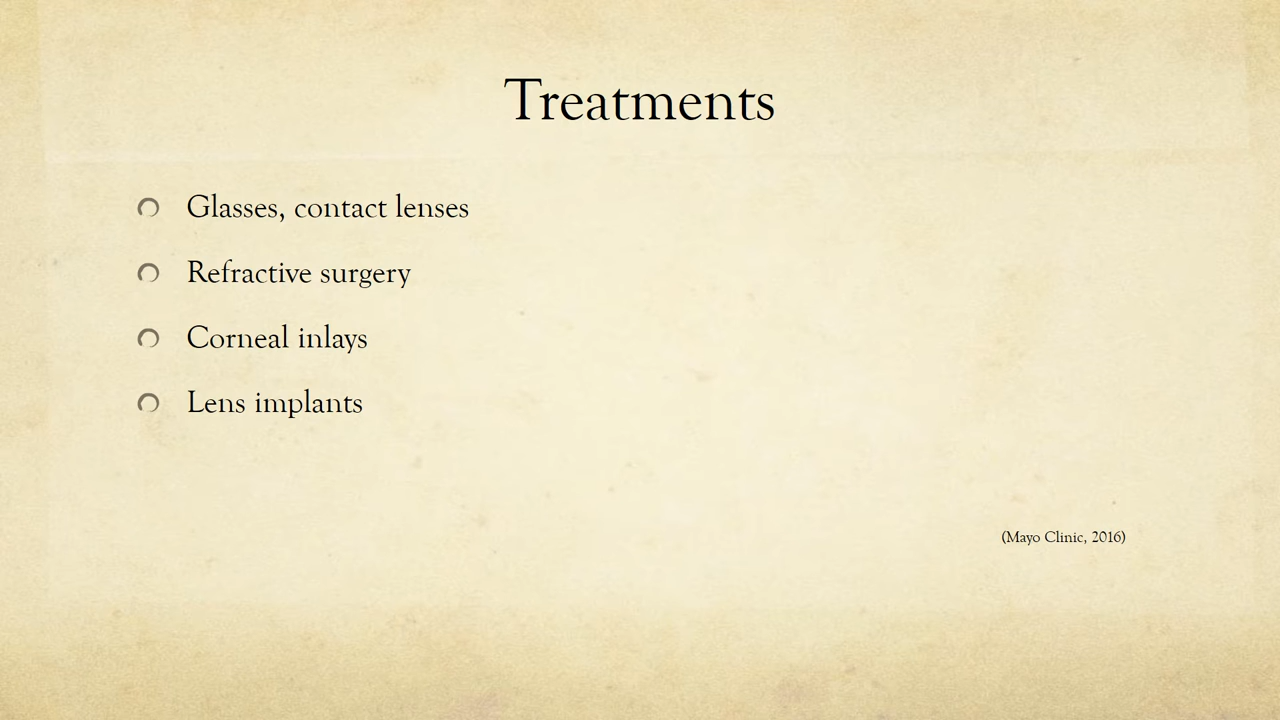 Treatments
Glasses, contact lenses
Refractive surgery
Corneal inlays
Lens implants
(Mayo Clinic, 2016)